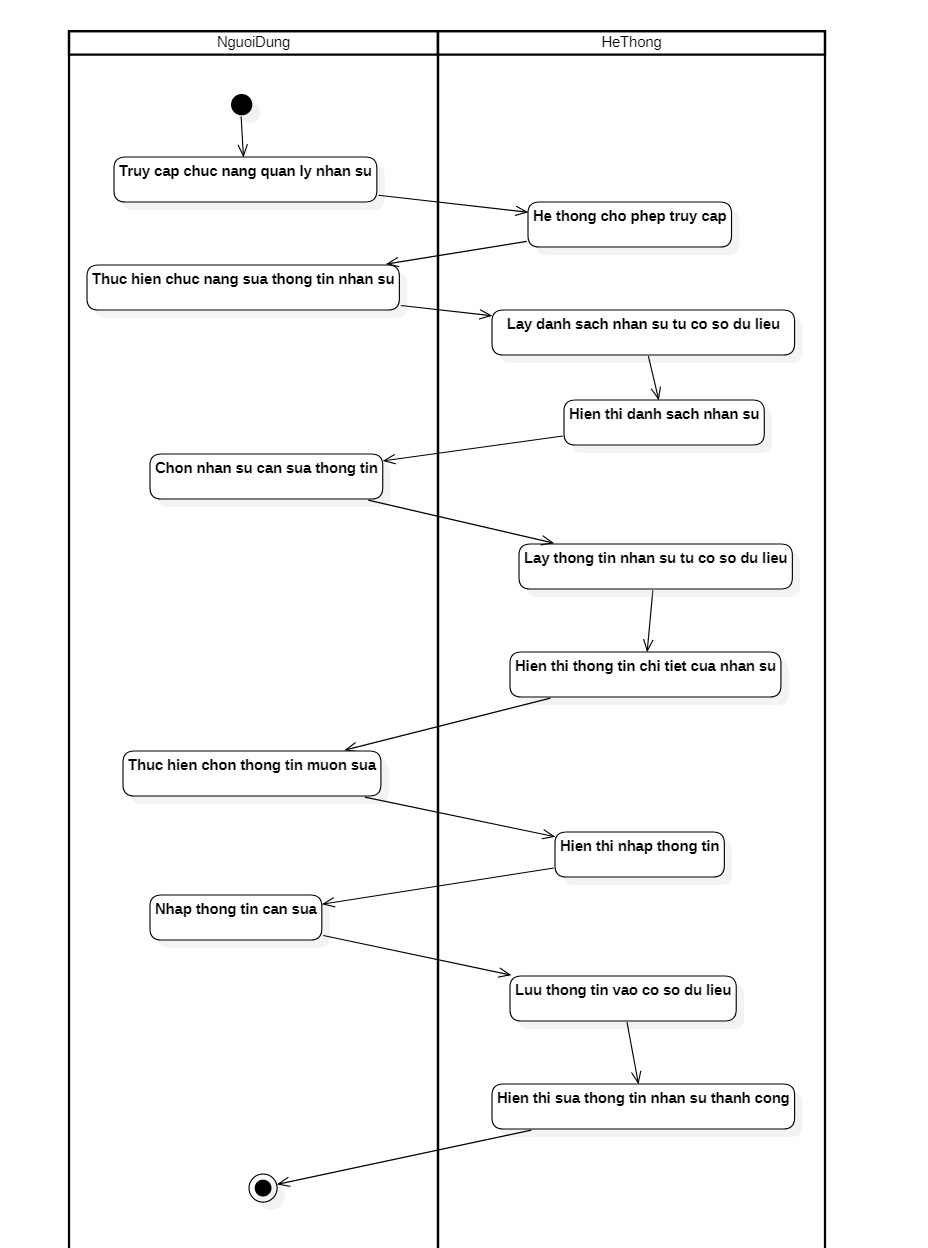 NguoiDung
HeThong
Truy cap chuc nang quan ly nhan su
He thong cho phep truy cap
Thuc hien chuc nang sua thong tin nhan su
Lay danh sach nhan su tu co so du lieu
Hien thi danh sach nhan su
Chon nhan su can sua thong tin
Lay thong tin nhan su tu co so du lieu
Hien thi thong tin chi tiet cua nhan su
Thuc hien chon thong tin muon sua
Hien thi nhap thong tin
Nhap thong tin can sua
Luu thong tin vao co so du lieu
Hien thi sua thong tin nhan su thanh cong